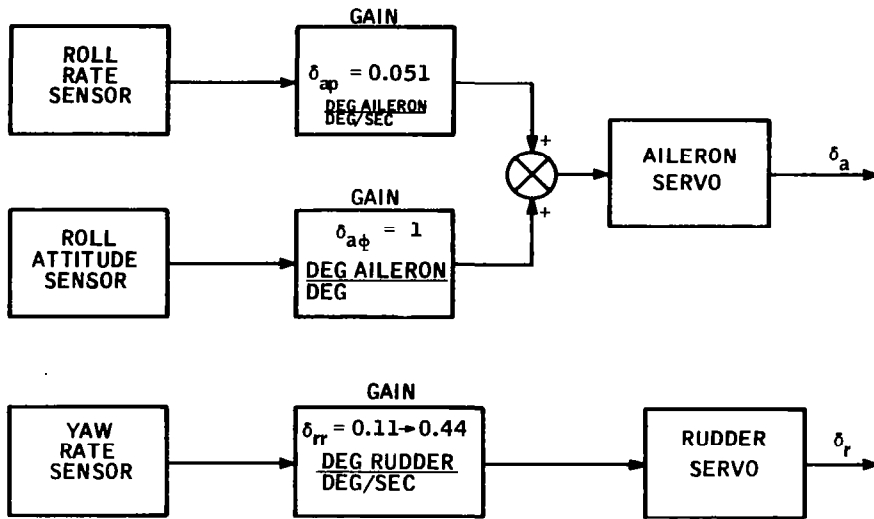 GAIN
ROLL
RATE
SENSOR
δap = 0.051
DEG AILERON
DEG/SEC
+
AILERON
SERVO
δa
+
GAIN
ROLL
ATTITUDE
SENSOR
δaϕ = 1
DEG AILERON
DEG
GAIN
YAW
RATE
SENSOR
δrr = 0.11→0.44
DEG RUDDER
DEG/SEC
RUDDER
SERVO
δr